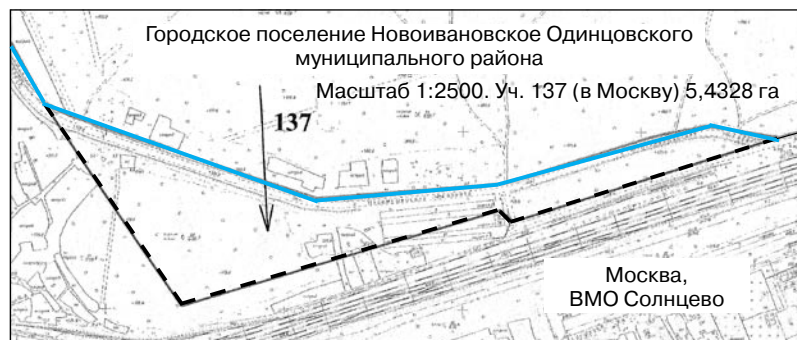 Городское поселение Новоивановское Одинцовского
муниципального района
Масштаб 1:2500. Уч. 137 (в Москву) 5,4328 га
137
Москва,
ВМО Солнцево